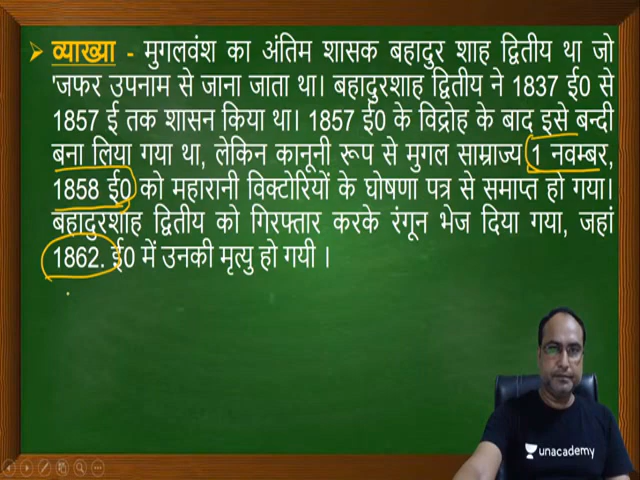 ➢ व्याख्या - मुगलवंश का अंतिम शासक बहादुर शाह द्वितीय था जो
'जफर उपनाम से जाना जाता था। बहादुरशाह द्वितीय ने 1837 ई0 से
1857 ई तक शासन किया था। 1857 ई0 के विद्रोह के बाद इसे बन्दी
बना लिया गया था, लेकिन कानूनी रूप से मुगल साम्राज्य 1 नवम्बर,
1858 ई0 को महारानी विक्टोरियों के घोषणा पत्र से समाप्त हो गया।
बहादुरशाह द्वितीय को गिरफ्तार करके रंगून भेज दिया गया, जहां
1862. ई0 में उनकी मृत्यु हो गयी ।
unacademy